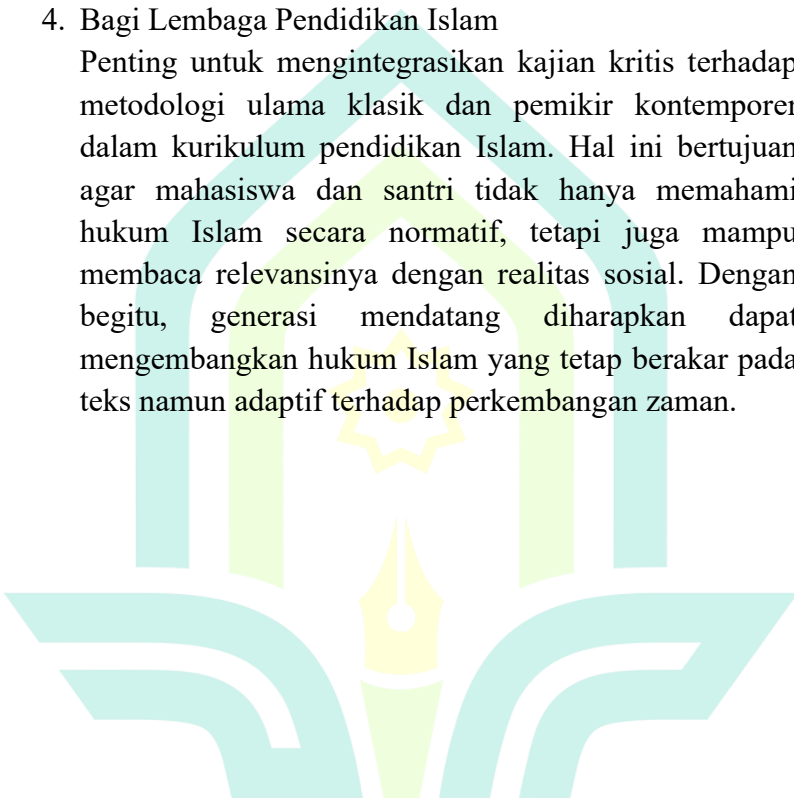 4. Bagi Lembaga Pendidikan Islam
Penting untuk mengintegrasikan kajian kritis terhadap
metodologi ulama klasik dan pemikir kontemporer
dalam kurikulum pendidikan Islam. Hal ini bertujuan
agar mahasiswa dan santri tidak hanya memahami
hukum Islam secara normatif, tetapi juga mampu
membaca relevansinya dengan realitas sosial. Dengan
begitu, generasi mendatang diharapkan dapat
mengembangkan hukum Islam yang tetap berakar pada
teks namun adaptif terhadap perkembangan zaman.